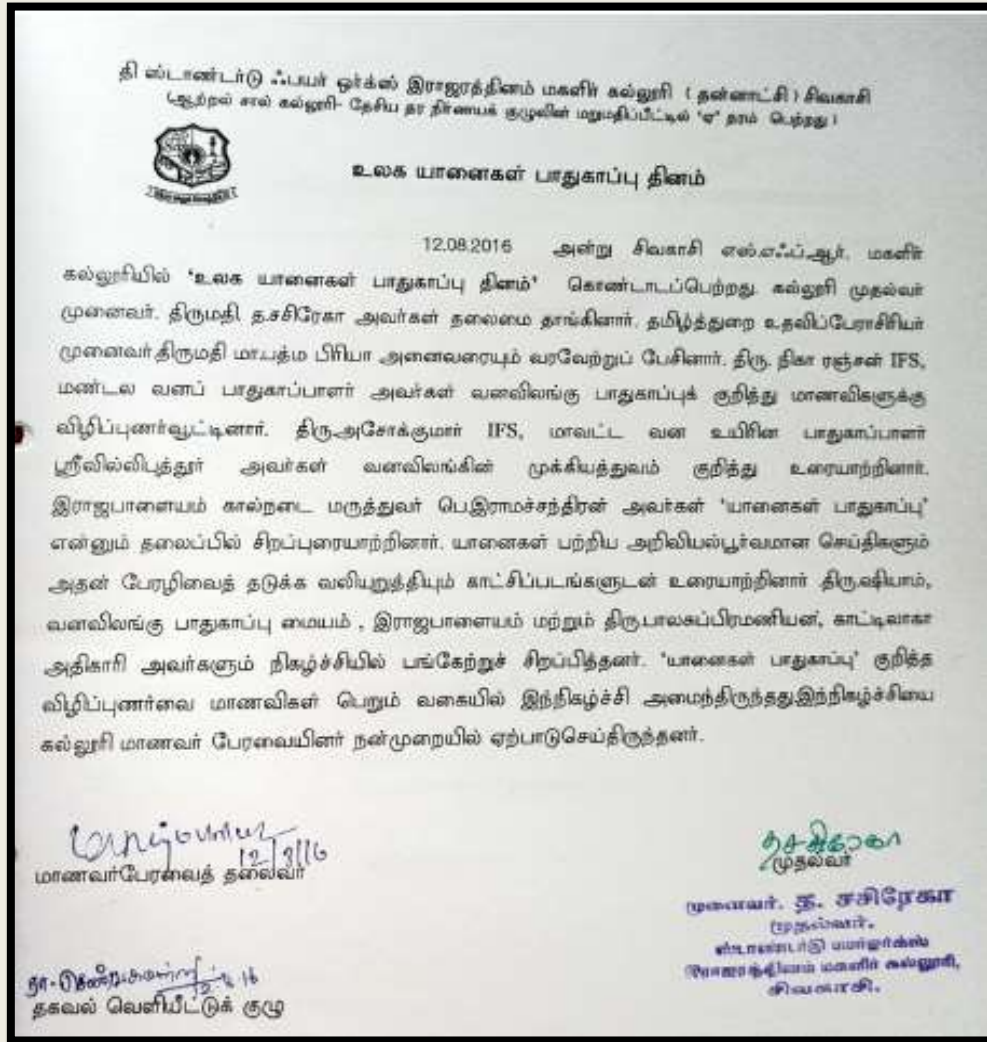 தி ஸ்டாண்டர்டு ஃபயர் ஒர்க்ஸ் இராஜரத்தினம் மகளிர் கல்லூரி ( தன்னாட்சி ) சிவகாசி
(ஆற்றல் சால் கல்லூரி- தேசிய தர நிர்ணயக் குழுவின் மறுமதிப்பீட்டில் 'ஏ' தரம் பெற்றது )
உலக யானைகள் பாதுகாப்பு தினம்
12.08.2016 அன்று சிவகாசி எஸ்.எஃப்.ஆர். மகளிர்
கல்லூரியில் 'உலக யானைகள் பாதுகாப்பு தினம்' கொண்டாடப்பெற்றது. கல்லூரி முதல்வர்
முனைவர். திருமதி த.சசிரேகா அவர்கள் தலைமை தாங்கினார். தமிழ்த்துறை உதவிப்பேராசிரியர்
முனைவர்.திருமதி மா.பத்ம பிரியா அனைவரையும் வரவேற்றுப் பேசினார். திரு. நிகா ரஞ்சன் IFS,
மண்டல வனப் பாதுகாப்பாளர் அவர்கள் வனவிலங்கு பாதுகாப்புக் குறித்து மாணவிகளுக்கு
விழிப்புணர்வூட்டினார். திரு.அசோக்குமார் IFS, மாவட்ட வன உயிரின பாதுகாப்பாளர்
ஸ்ரீவில்லிபுத்தூர் அவர்கள் வனவிலங்கின் முக்கியத்துவம் குறித்து உரையாற்றினார்.
இராஜபாளையம் கால்நடை மருத்துவர் பெ.இராமச்சந்திரன் அவர்கள் 'யானைகள் பாதுகாப்பு'
என்னும் தலைப்பில் சிறப்புரையாற்றினார். யானைகள் பற்றிய அறிவியல்பூர்வமான செய்திகளும்
அதன் பேரழிவைத் தடுக்க வலியுறுத்தியும் காட்சிப்படங்களுடன் உரையாற்றினார் திரு.ஷியாம்,
வனவிலங்கு பாதுகாப்பு மையம் , இராஜபாளையம் மற்றும் திரு.பாலசுப்பிரமணியன், காட்டிலாகா
அதிகாரி அவர்களும் நிகழ்ச்சியில் பங்கேற்றுச் சிறப்பித்தனர். 'யானைகள் பாதுகாப்பு' குறித்த
விழிப்புணர்வை மாணவிகள் பெறும் வகையில் இந்நிகழ்ச்சி அமைந்திருந்தது.இந்நிகழ்ச்சியை
கல்லூரி மாணவர் பேரவையினர் நன்முறையில் ஏற்பாடுசெய்திருந்தனர்.
12/8/16
மாணவர்பேரவைத் தலைவர்
த.சசிரேகா
முதல்வர்
முனைவர். த. சசிரேகா
முதல்வர்.
ஸ்டாண்டர்டு பயர்ஒர்க்ஸ்
இராஜரத்தினம் மகளிர் கல்லூரி,
சிவகாசி.
தகவல் வெளியீட்டுக் குழு